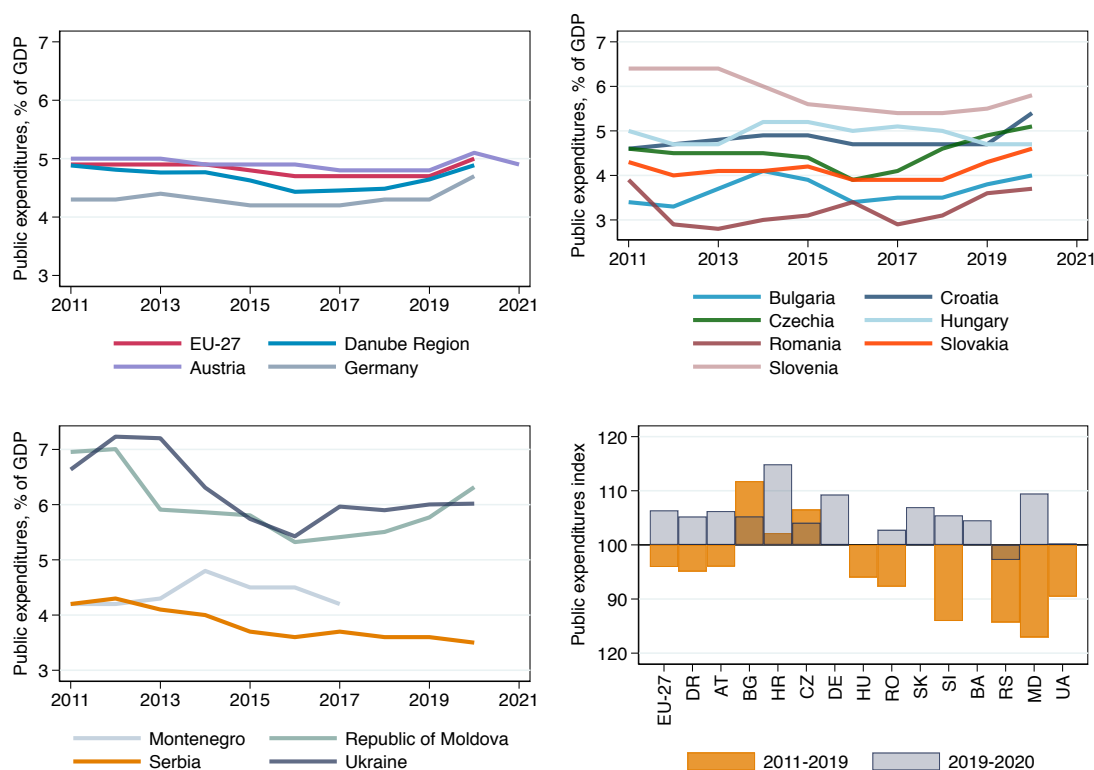 Public expenditures, % of GDP
7
6
5
4
3
2011 2013 2015 2017 2019 2021
EU-27 Danube Region
Austria Germany
Public expenditures, % of GDP
7
6
5
4
3
2011 2013 2015 2017 2019 2021
Bulgaria Croatia
Czechia Hungary
Romania Slovakia
Slovenia
Public expenditures, % of GDP
7
6
5
4
3
2011 2013 2015 2017 2019 2021
Montenegro Republic of Moldova
Serbia Ukraine
Public expenditures index
120
110
100
90
120
EU-27 DR AT BG HR CZ DE HU RO SK SI BA RS MD UA
2011-2019 2019-2020